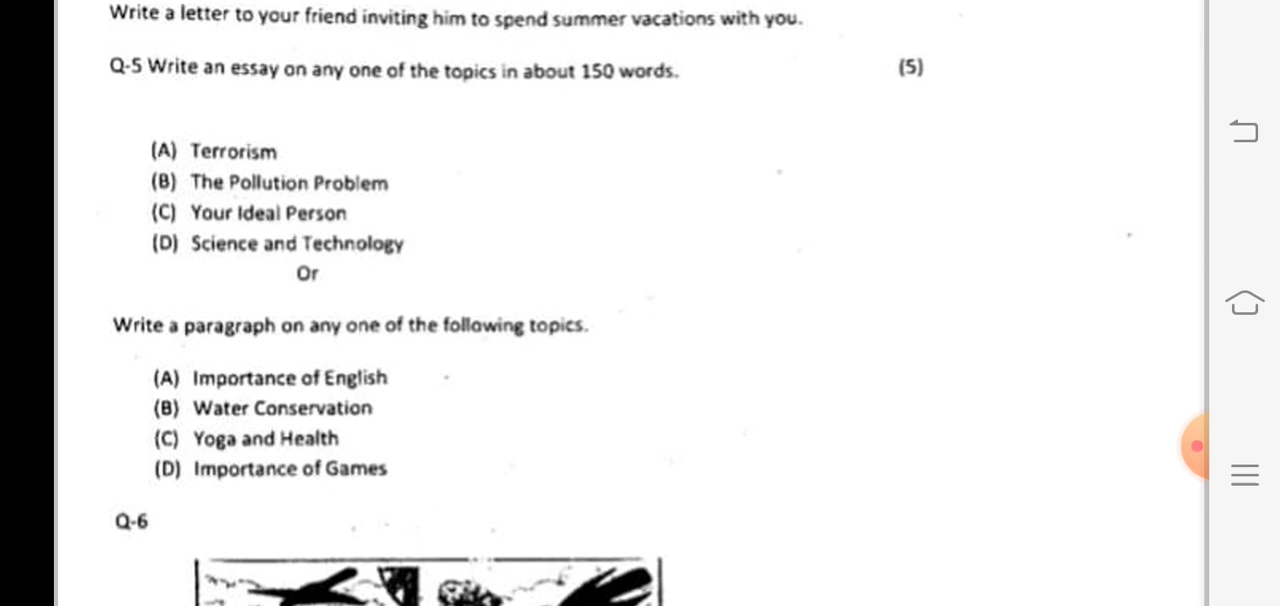 Write a letter to your friend inviting him to spend summer vacations with you.
Q-5 Write an essay on any one of the topics in about 150 words. (5)
(A) Terrorism
(B) The Pollution Problem
(C) Your Ideal Person
(D) Science and Technology
Or
Write a paragraph on any one of the following topics.
(A) Importance of English
(B) Water Conservation
(C) Yoga and Health
(D) Importance of Games
Q-6